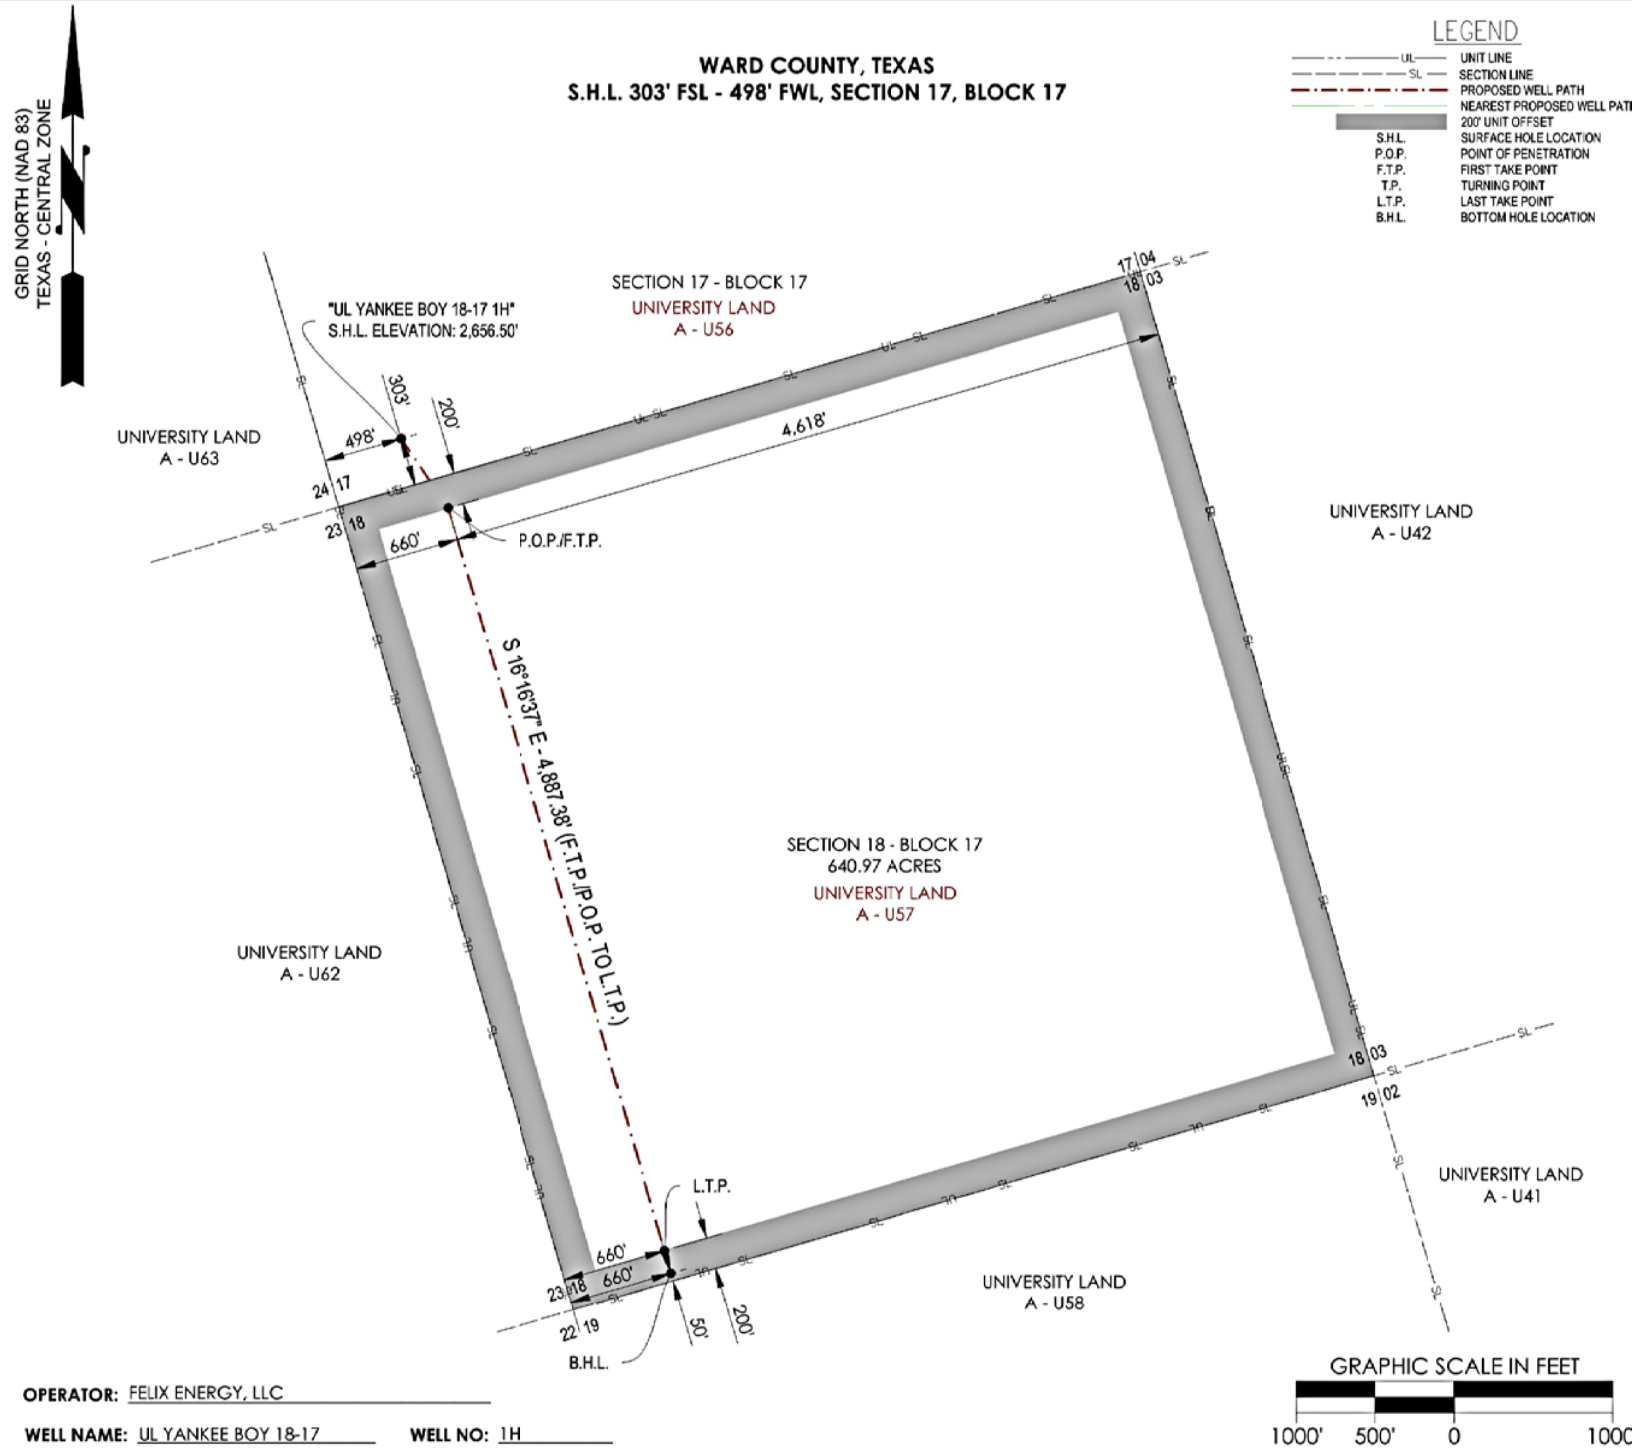 GRID NORTH (NAD 83)
TEXAS - CENTRAL ZONE
WARD COUNTY, TEXAS
S.H.L. 303' FSL - 498' FWL, SECTION 17, BLOCK 17
LEGEND
UL UNIT LINE
SL SECTION LINE
PROPOSED WELL PATH
NEAREST PROPOSED WELL PATH
200' UNIT OFFSET
S.H.L. SURFACE HOLE LOCATION
P.O.P. POINT OF PENETRATION
F.T.P. FIRST TAKE POINT
T.P. TURNING POINT
L.T.P. LAST TAKE POINT
B.H.L. BOTTOM HOLE LOCATION
17 04
18 03
SL
SECTION 17 - BLOCK 17
UNIVERSITY LAND
A - U56
"UL YANKEE BOY 18-17 1H"
S.H.L. ELEVATION: 2,656.50'
303'
200'
498'
4,618'
UNIVERSITY LAND
A - U63
24 17
23 18
SL
660'
P.O.P./F.T.P.
UNIVERSITY LAND
A - U42
S 16°16'37" E - 4,887.38' (F.T.P./P.O.P. TO L.T.P.)
SECTION 18 - BLOCK 17
640.97 ACRES
UNIVERSITY LAND
A - U57
UNIVERSITY LAND
A - U62
18 03
19 02
SL
SL
UNIVERSITY LAND
A - U41
L.T.P.
660'
660'
23 18
22 19
50'
200'
B.H.L.
UNIVERSITY LAND
A - U58
GRAPHIC SCALE IN FEET
1000' 500' 0 1000
OPERATOR: FELIX ENERGY, LLC
WELL NAME: UL YANKEE BOY 18-17 WELL NO: 1H